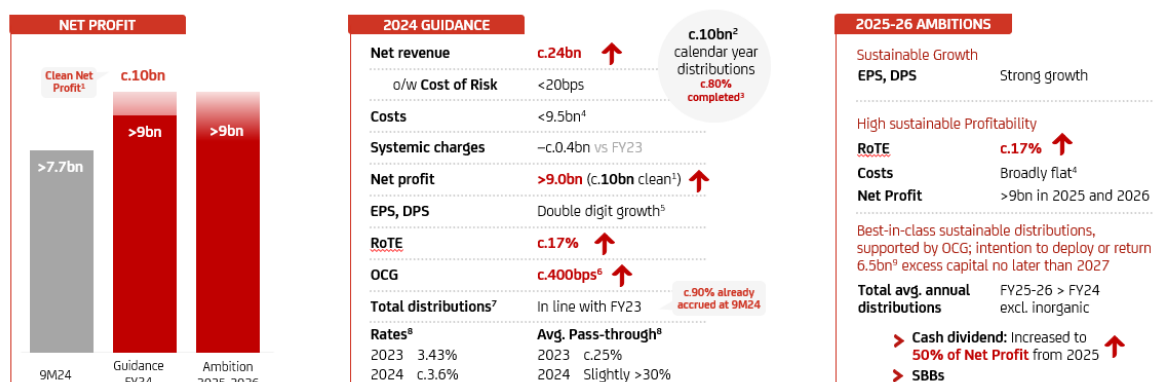 NET PROFIT
Clean Net
Profit¹
c.10bn
>9bn
>9bn
>7.7bn
9M24
Guidance
FY24
Ambition
2025-2026
2024 GUIDANCE
Net revenue c.24bn
o/w Cost of Risk <20bps
Costs <9.5bn⁴
Systemic charges –c.0.4bn vs FY23
Net profit >9.0bn (c.10bn clean¹)
EPS, DPS Double digit growth⁵
RoTE c.17%
OCG c.400bps⁶
Total distributions⁷ In line with FY23
Rates⁸ Avg. Pass-through⁸
2023 3.43% 2023 c.25%
2024 c.3.6% 2024 Slightly >30%
c.10bn²
calendar year
distributions
c.80%
completed³
c.90% already
accrued at 9M24
2025-26 AMBITIONS
Sustainable Growth
EPS, DPS Strong growth
High sustainable Profitability
RoTE c.17%
Costs Broadly flat⁴
Net Profit >9bn in 2025 and 2026
Best-in-class sustainable distributions,
supported by OCG; intention to deploy or return
6.5bn⁹ excess capital no later than 2027
Total avg. annual FY25-26 > FY24
distributions excl. inorganic
Cash dividend: Increased to
50% of Net Profit from 2025
SBBs